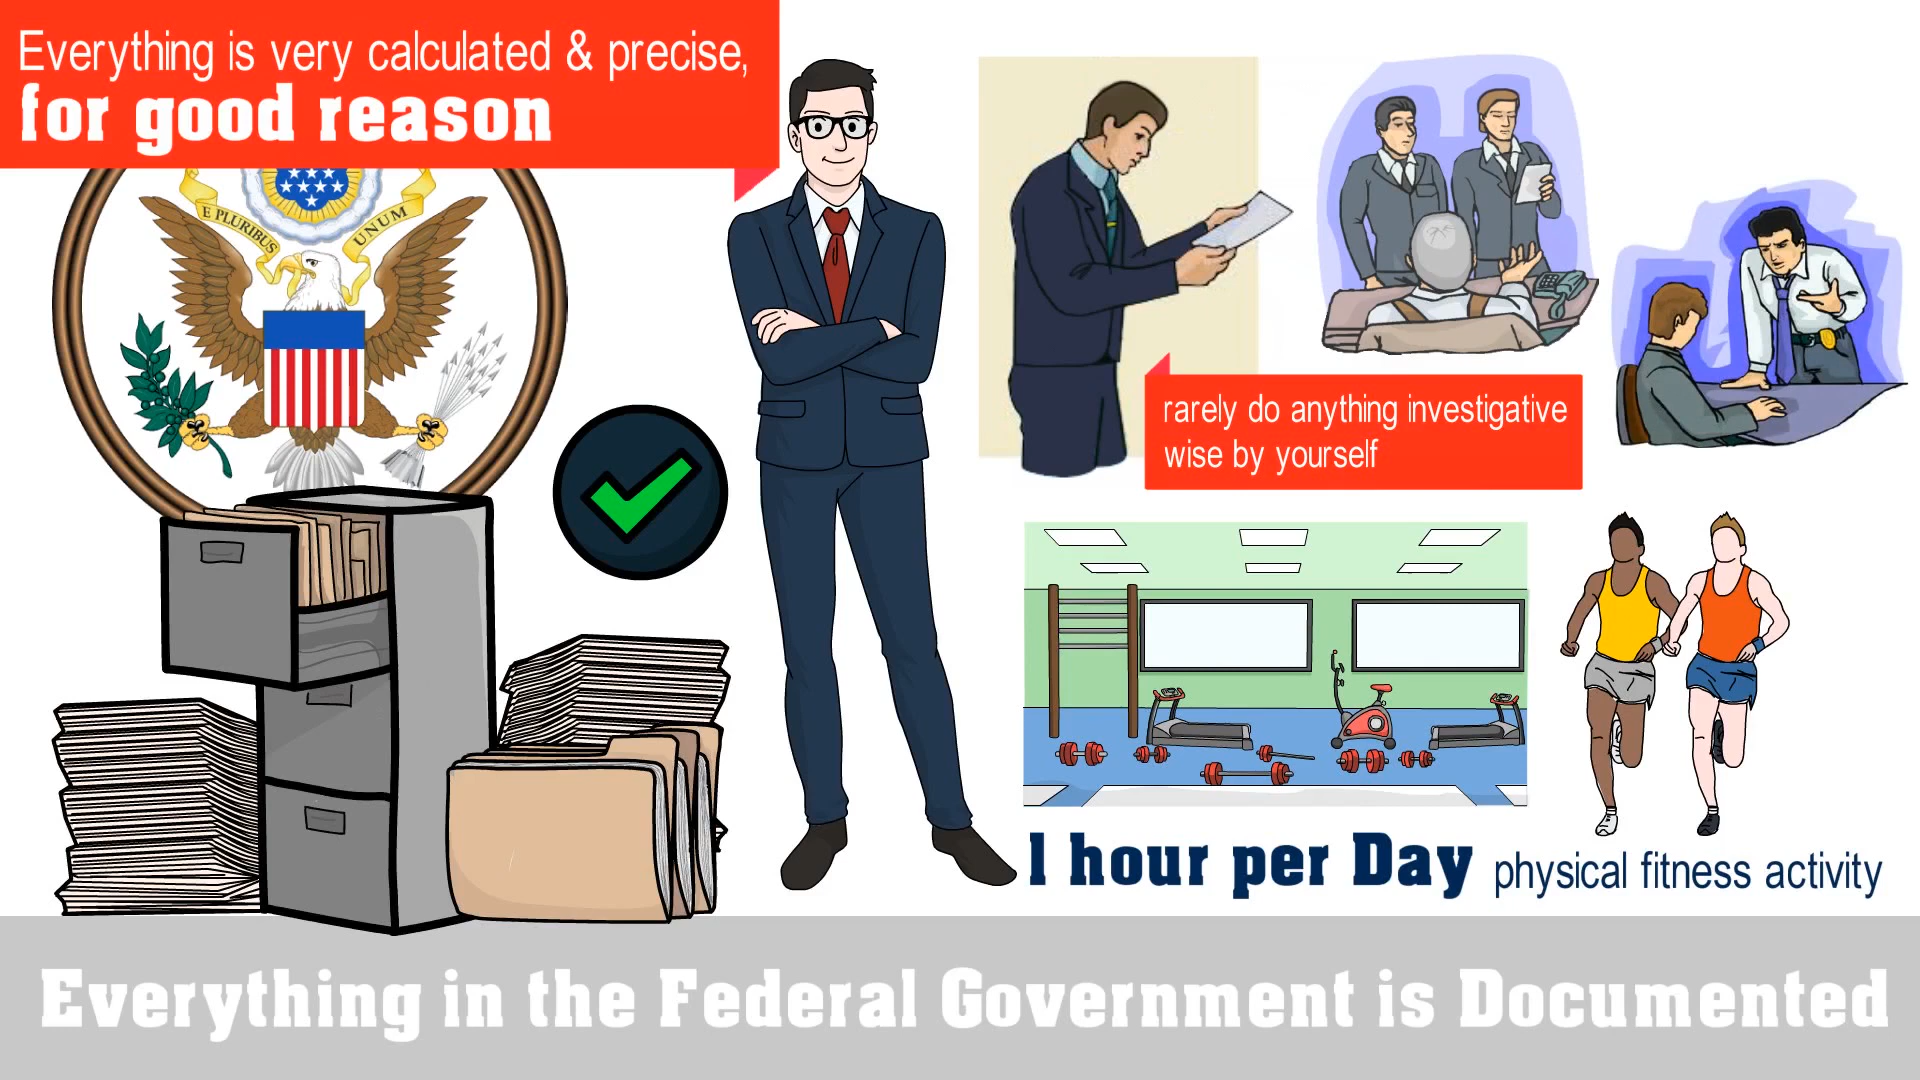 Everything is very calculated & precise,
for good reason
E PLURIBUS UNUM
rarely do anything investigative
wise by yourself
1 hour per Day physical fitness activity
Everything in the Federal Government is Documented